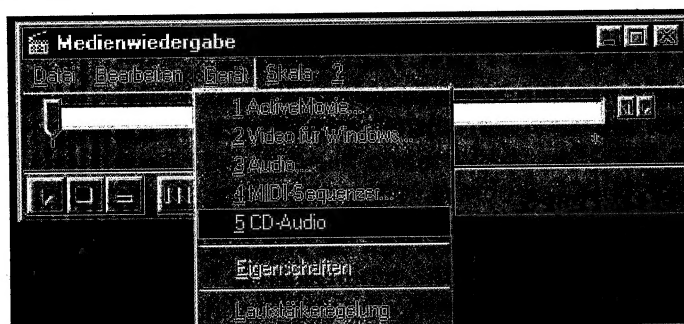 Medienwiedergabe
Datei Bearbeiten Gerät Skala ?
1 ActiveMovie...
2 Video für Windows...
3 Audio...
4 MIDI-Sequenzer...
5 CD-Audio
Eigenschaften
Lautstärkeregelung